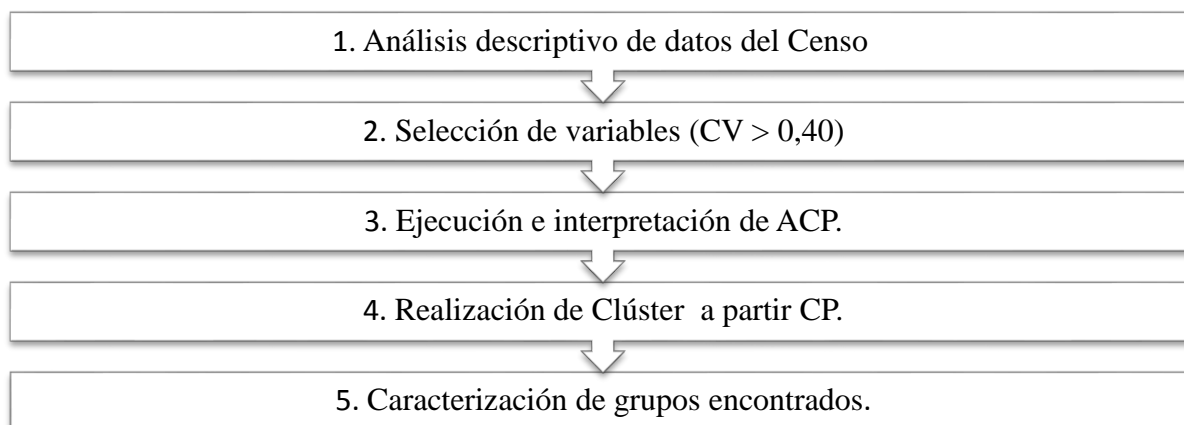 1. Análisis descriptivo de datos del Censo
2. Selección de variables (CV > 0,40)
3. Ejecución e interpretación de ACP.
4. Realización de Clúster a partir CP.
5. Caracterización de grupos encontrados.